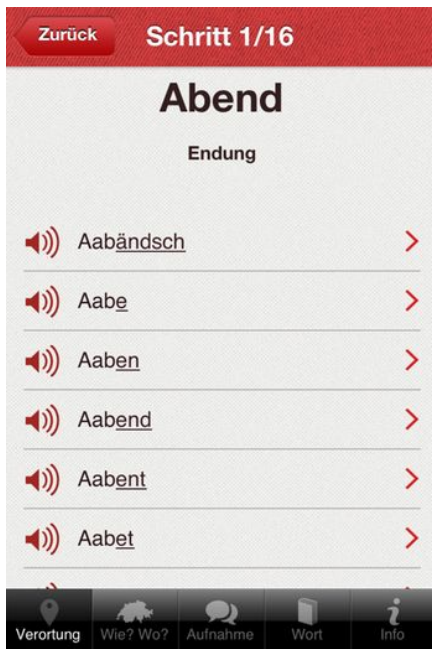 Zurück
Schritt 1/16
Abend
Endung
Aabändsch
Aabe
Aaben
Aabend
Aabent
Aabet
Verortung
Wie? Wo?
Aufnahme
Wort
Info